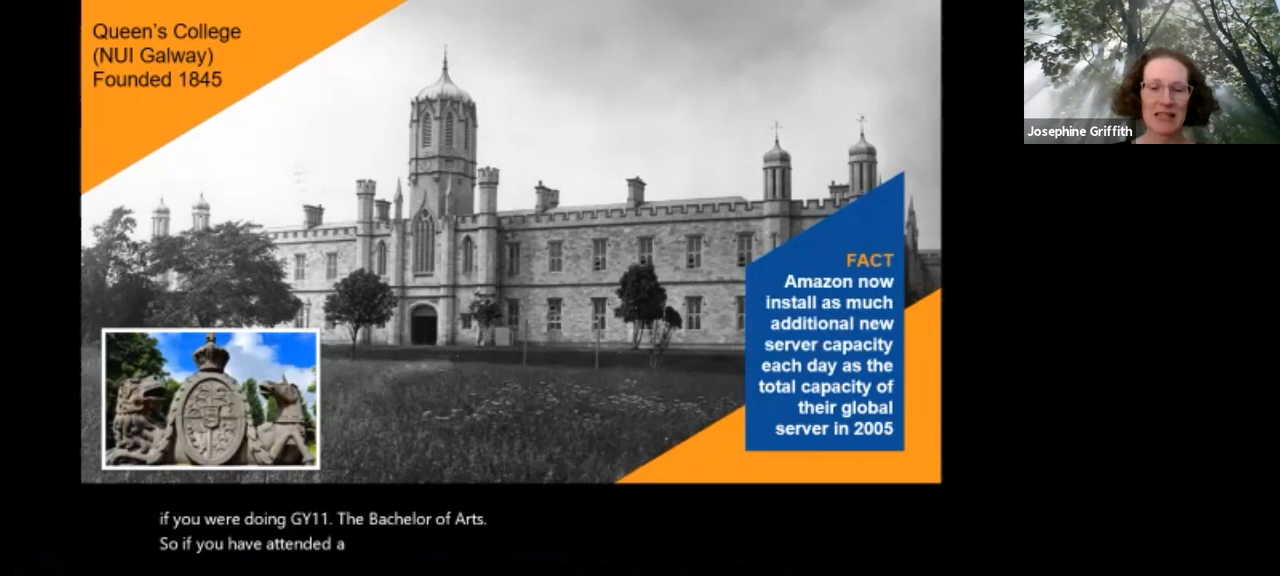 Queen's College
(NUI Galway)
Founded 1845
Josephine Griffith
FACT
Amazon now
install as much
additional new
server capacity
each day as the
total capacity of
their global
server in 2005
if you were doing GY11. The Bachelor of Arts.
So if you have attended a